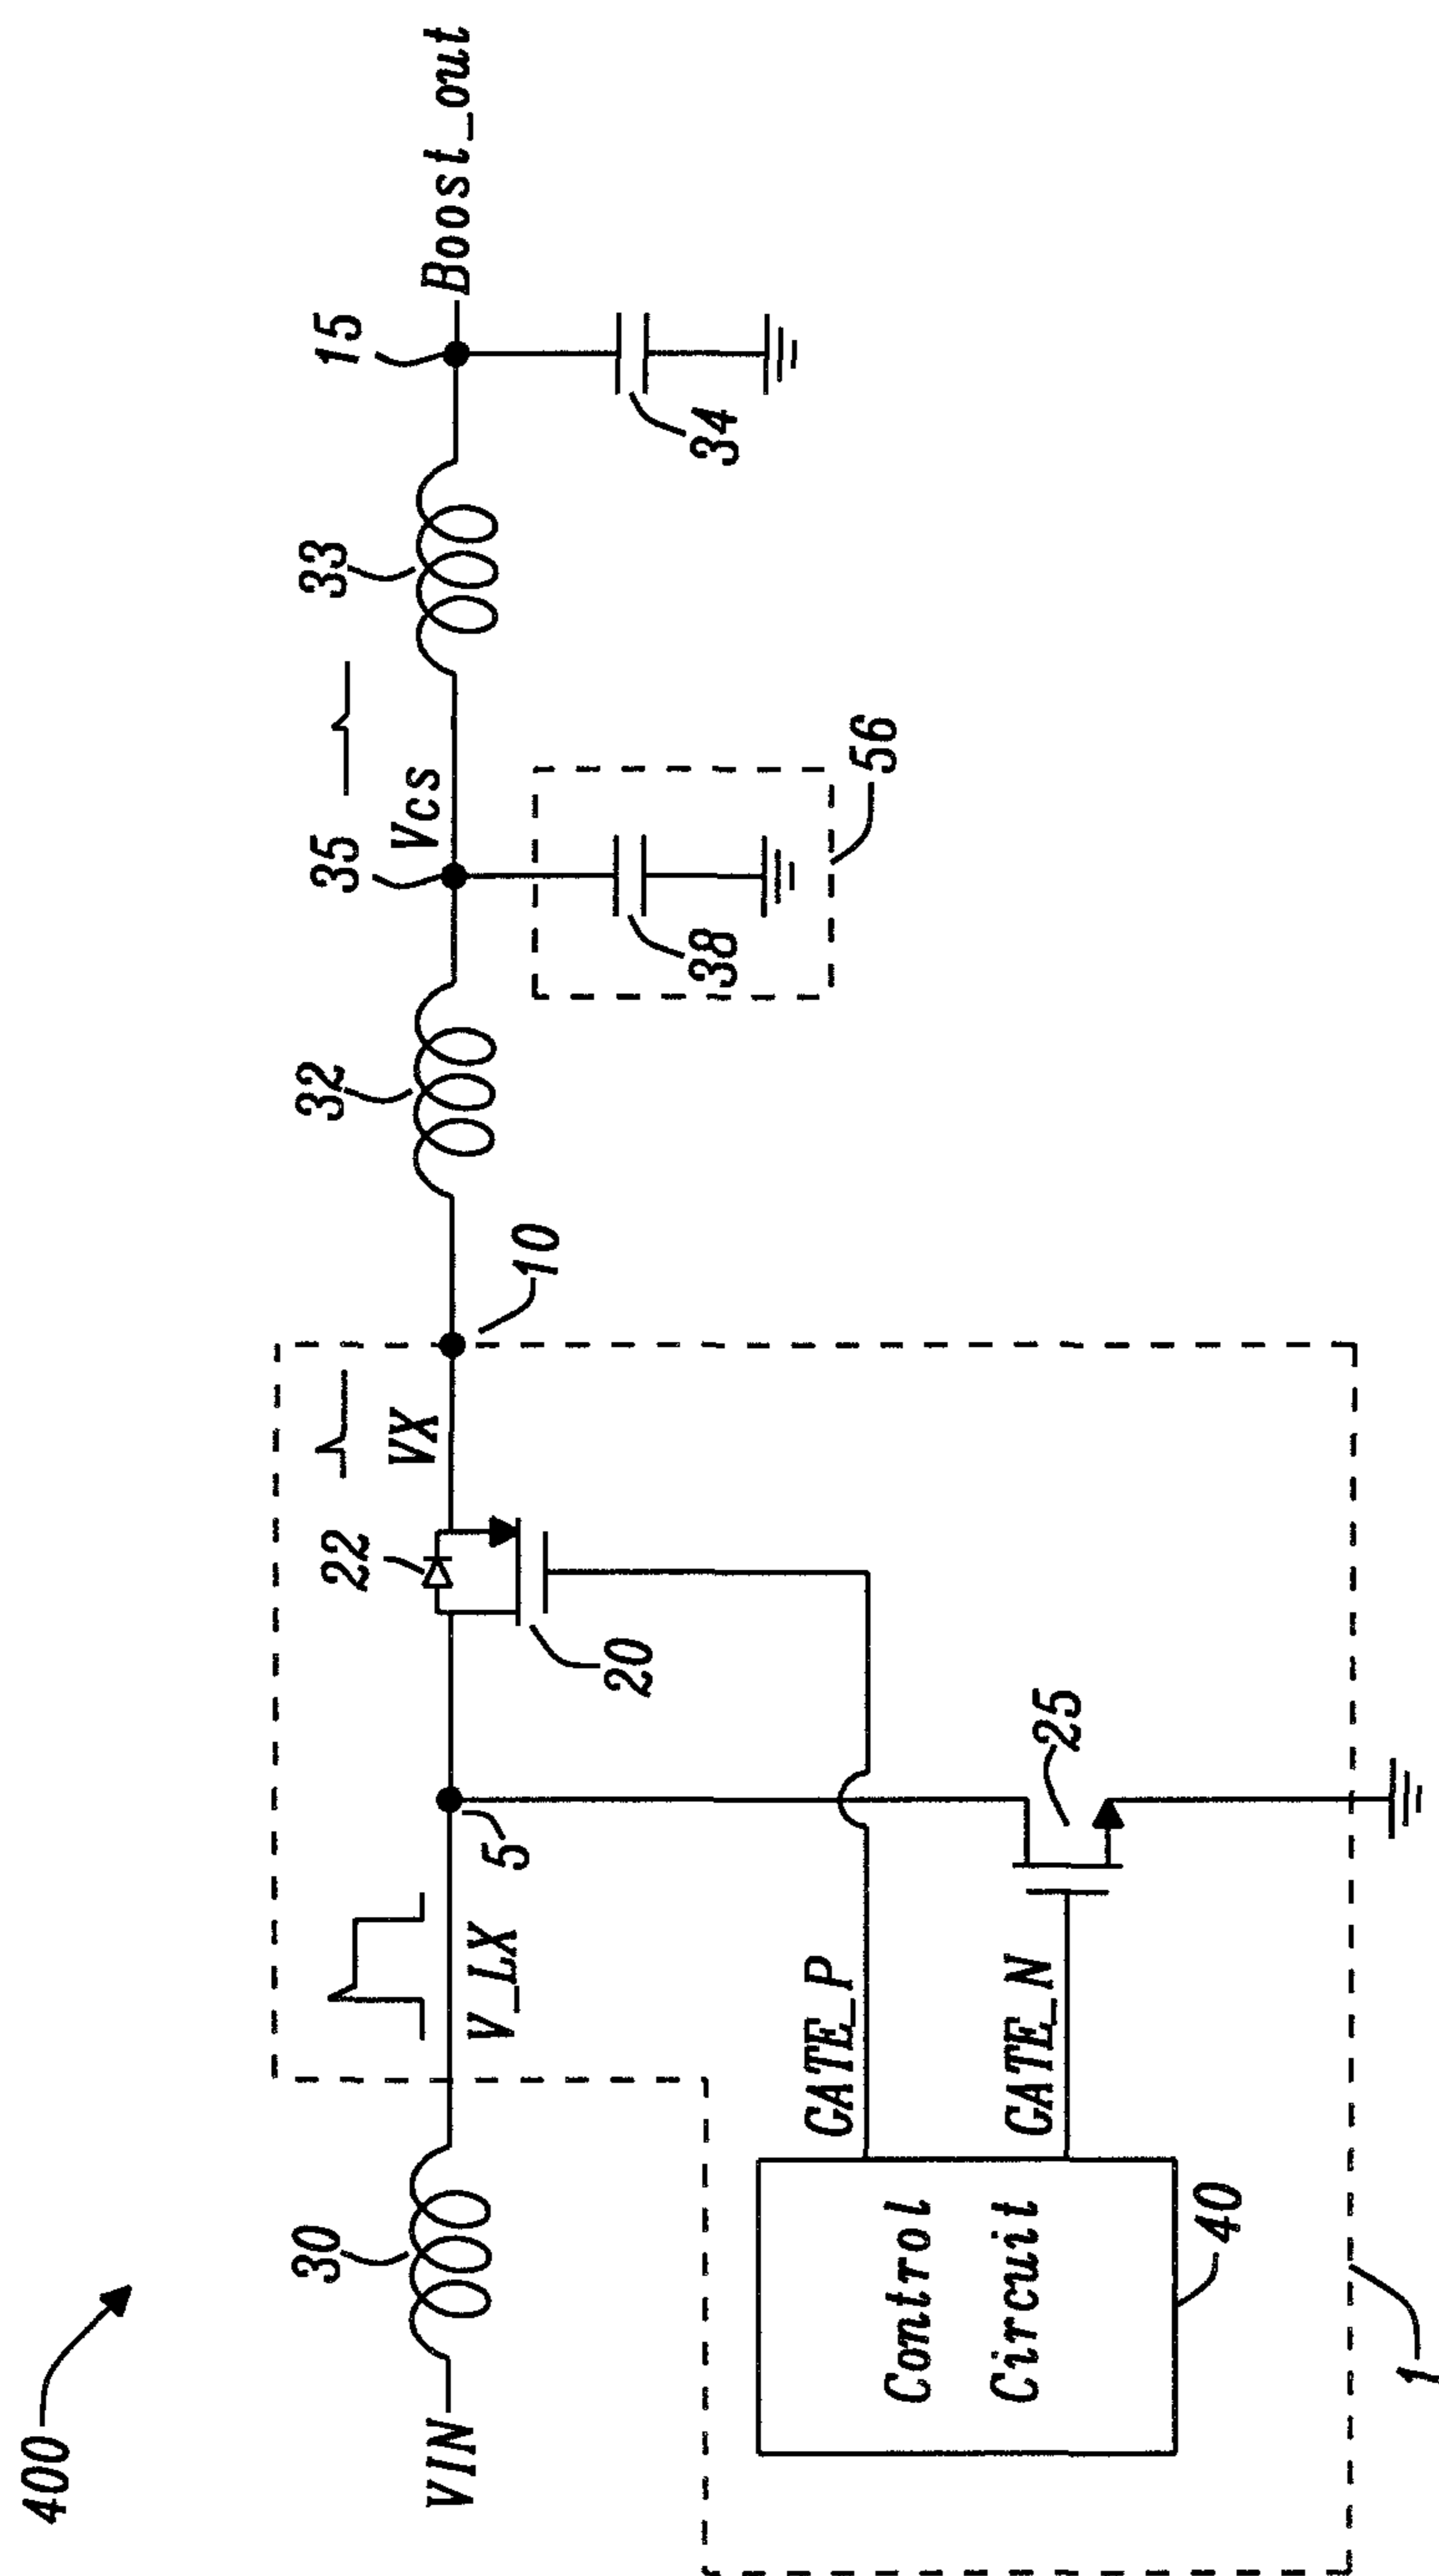 400
VIN
30
V_LX
5
22
20
VX
10
32
35
Vcs
33
15
Boost_out
38
56
34
GATE_P
GATE_N
25
Control
Circuit
40
1